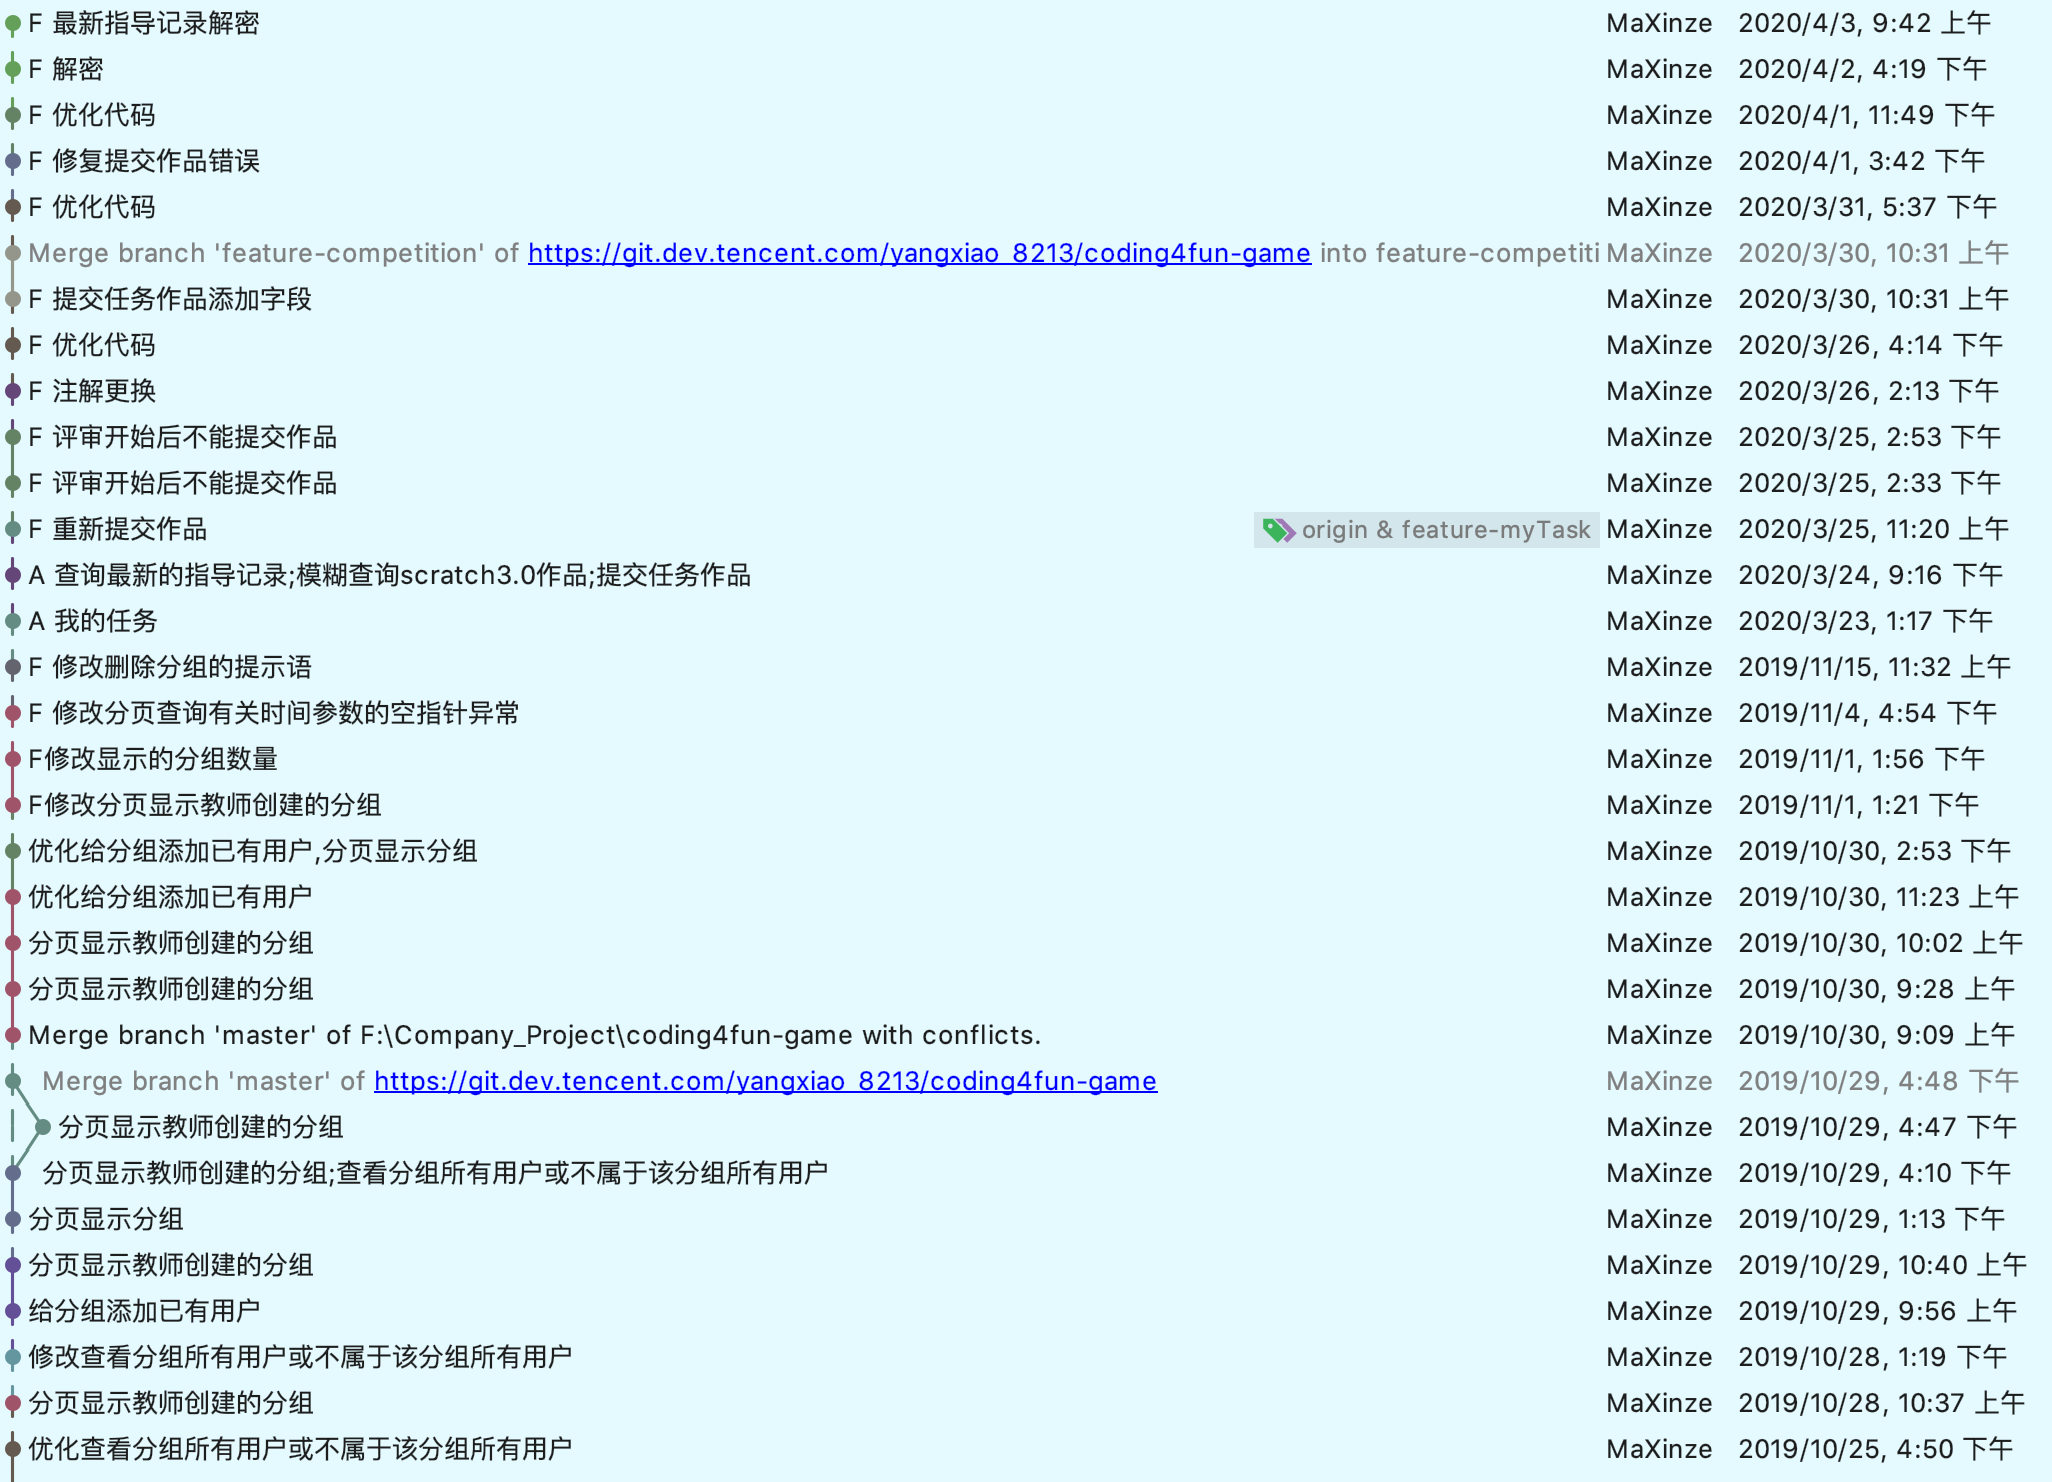 F 最新指导记录解密 MaXinze 2020/4/3, 9:42 上午
F 解密 MaXinze 2020/4/2, 4:19 下午
F 优化代码 MaXinze 2020/4/1, 11:49 下午
F 修复提交作品错误 MaXinze 2020/4/1, 3:42 下午
F 优化代码 MaXinze 2020/3/31, 5:37 下午
Merge branch 'feature-competition' of https://git.dev.tencent.com/yangxiao_8213/coding4fun-game into feature-competiti MaXinze 2020/3/30, 10:31 上午
F 提交任务作品添加字段 MaXinze 2020/3/30, 10:31 上午
F 优化代码 MaXinze 2020/3/26, 4:14 下午
F 注解更换 MaXinze 2020/3/26, 2:13 下午
F 评审开始后不能提交作品 MaXinze 2020/3/25, 2:53 下午
F 评审开始后不能提交作品 MaXinze 2020/3/25, 2:33 下午
F 重新提交作品 origin & feature-myTask MaXinze 2020/3/25, 11:20 上午
A 查询最新的指导记录;模糊查询scratch3.0作品;提交任务作品 MaXinze 2020/3/24, 9:16 下午
A 我的任务 MaXinze 2020/3/23, 1:17 下午
F 修改删除分组的提示语 MaXinze 2019/11/15, 11:32 上午
F 修改分页查询有关时间参数的空指针异常 MaXinze 2019/11/4, 4:54 下午
F修改显示的分组数量 MaXinze 2019/11/1, 1:56 下午
F修改分页显示教师创建的分组 MaXinze 2019/11/1, 1:21 下午
优化给分组添加已有用户,分页显示分组 MaXinze 2019/10/30, 2:53 下午
优化给分组添加已有用户 MaXinze 2019/10/30, 11:23 上午
分页显示教师创建的分组 MaXinze 2019/10/30, 10:02 上午
分页显示教师创建的分组 MaXinze 2019/10/30, 9:28 上午
Merge branch 'master' of F:\Company_Project\coding4fun-game with conflicts. MaXinze 2019/10/30, 9:09 上午
Merge branch 'master' of https://git.dev.tencent.com/yangxiao_8213/coding4fun-game MaXinze 2019/10/29, 4:48 下午
分页显示教师创建的分组 MaXinze 2019/10/29, 4:47 下午
分页显示教师创建的分组;查看分组所有用户或不属于该分组所有用户 MaXinze 2019/10/29, 4:10 下午
分页显示分组 MaXinze 2019/10/29, 1:13 下午
分页显示教师创建的分组 MaXinze 2019/10/29, 10:40 上午
给分组添加已有用户 MaXinze 2019/10/29, 9:56 上午
修改查看分组所有用户或不属于该分组所有用户 MaXinze 2019/10/28, 1:19 下午
分页显示教师创建的分组 MaXinze 2019/10/28, 10:37 上午
优化查看分组所有用户或不属于该分组所有用户 MaXinze 2019/10/25, 4:50 下午